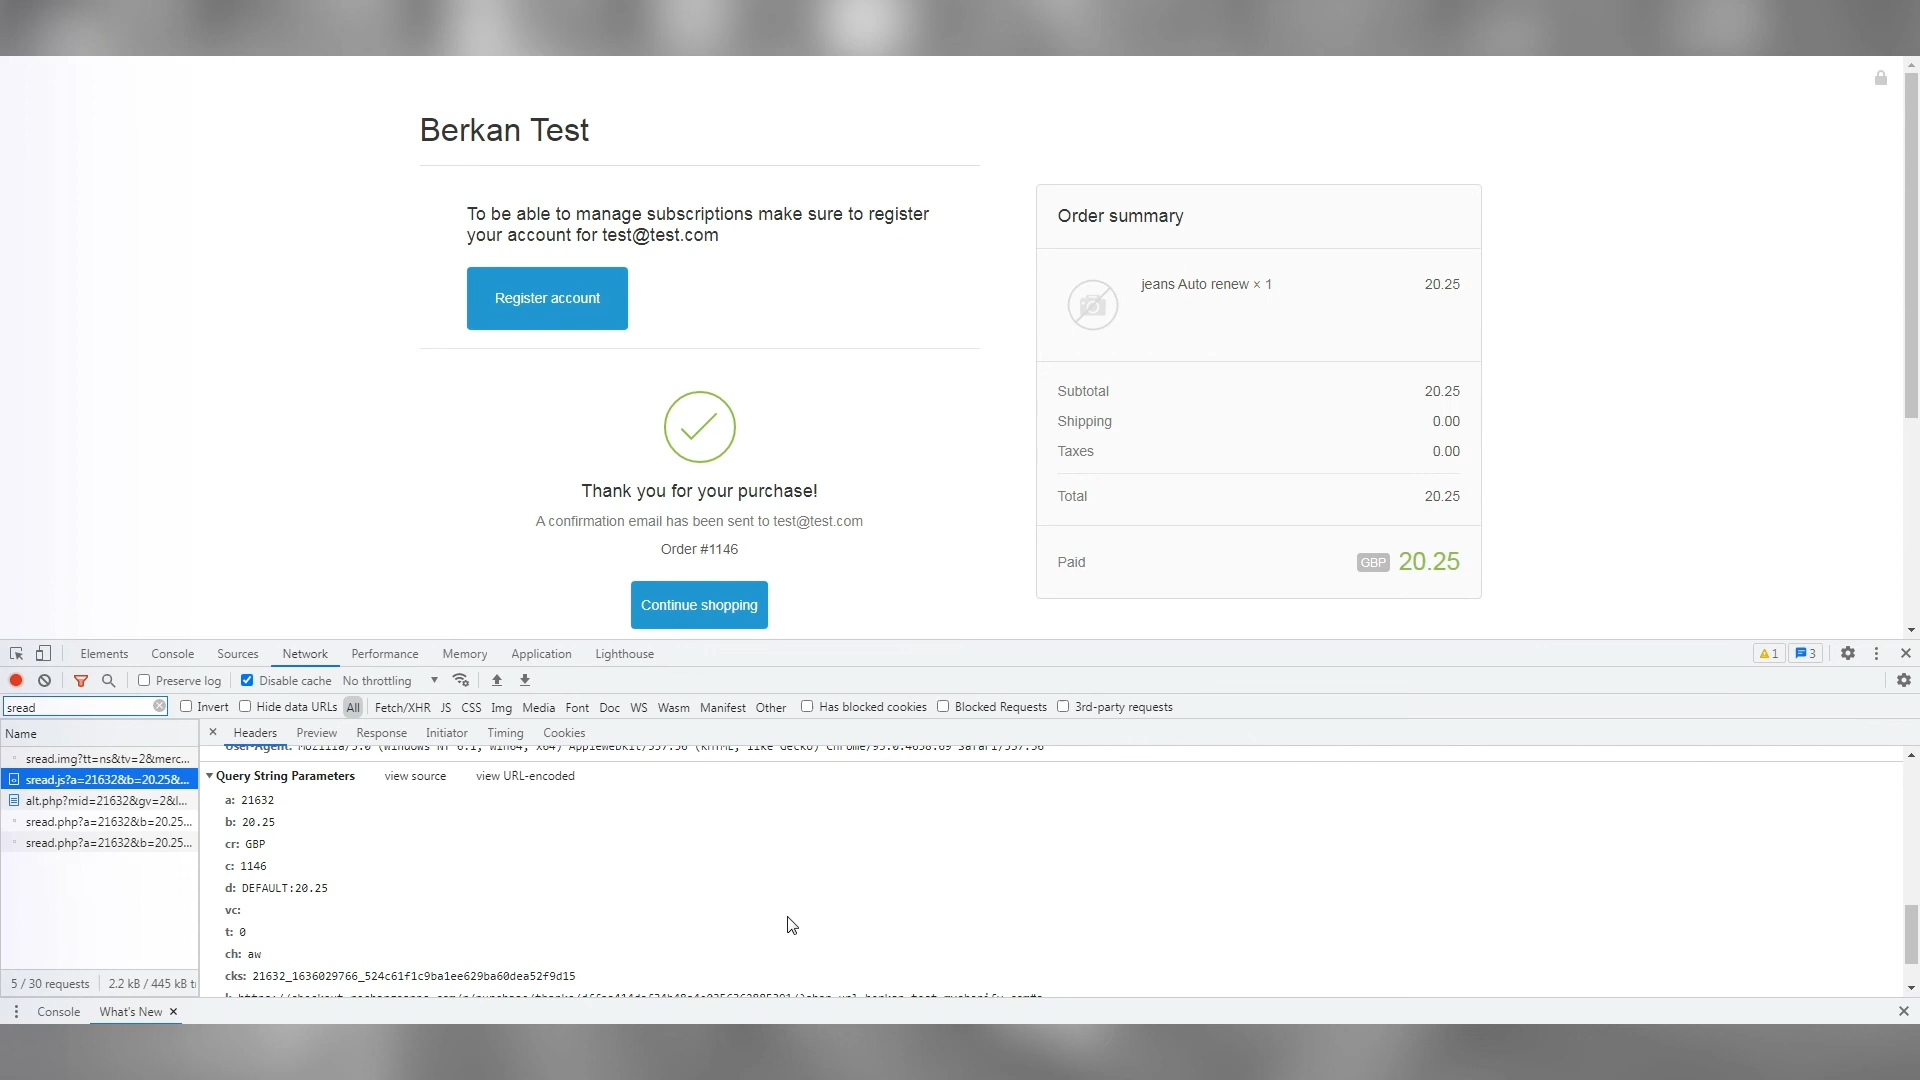 Berkan Test
To be able to manage subscriptions make sure to register
your account for test@test.com
Register account
Thank you for your purchase!
A confirmation email has been sent to test@test.com
Order #1146
Continue shopping
Order summary
jeans Auto renew × 1 20.25
Subtotal 20.25
Shipping 0.00
Taxes 0.00
Total 20.25
Paid GBP 20.25
Elements Console Sources Network Performance Memory Application Lighthouse 1 3
Preserve log Disable cache No throttling
sread Invert Hide data URLs All Fetch/XHR JS CSS Img Media Font Doc WS Wasm Manifest Other Has blocked cookies Blocked Requests 3rd-party requests
Name
sread.img?tt=ns&tv=2&merc...
sread.js?a=21632&b=20.25&...
alt.php?mid=21632&gv=2&l...
sread.php?a=21632&b=20.25...
sread.php?a=21632&b=20.25...
5 / 30 requests 2.2 kB / 445 kB
Headers Preview Response Initiator Timing Cookies
Query String Parameters view source view URL-encoded
a: 21632
b: 20.25
cr: GBP
c: 1146
d: DEFAULT:20.25
vc:
t: 0
ch: aw
cks: 21632_1636029766_524c61f1c9ba1ee629ba60dea52f9d15
Console What's New